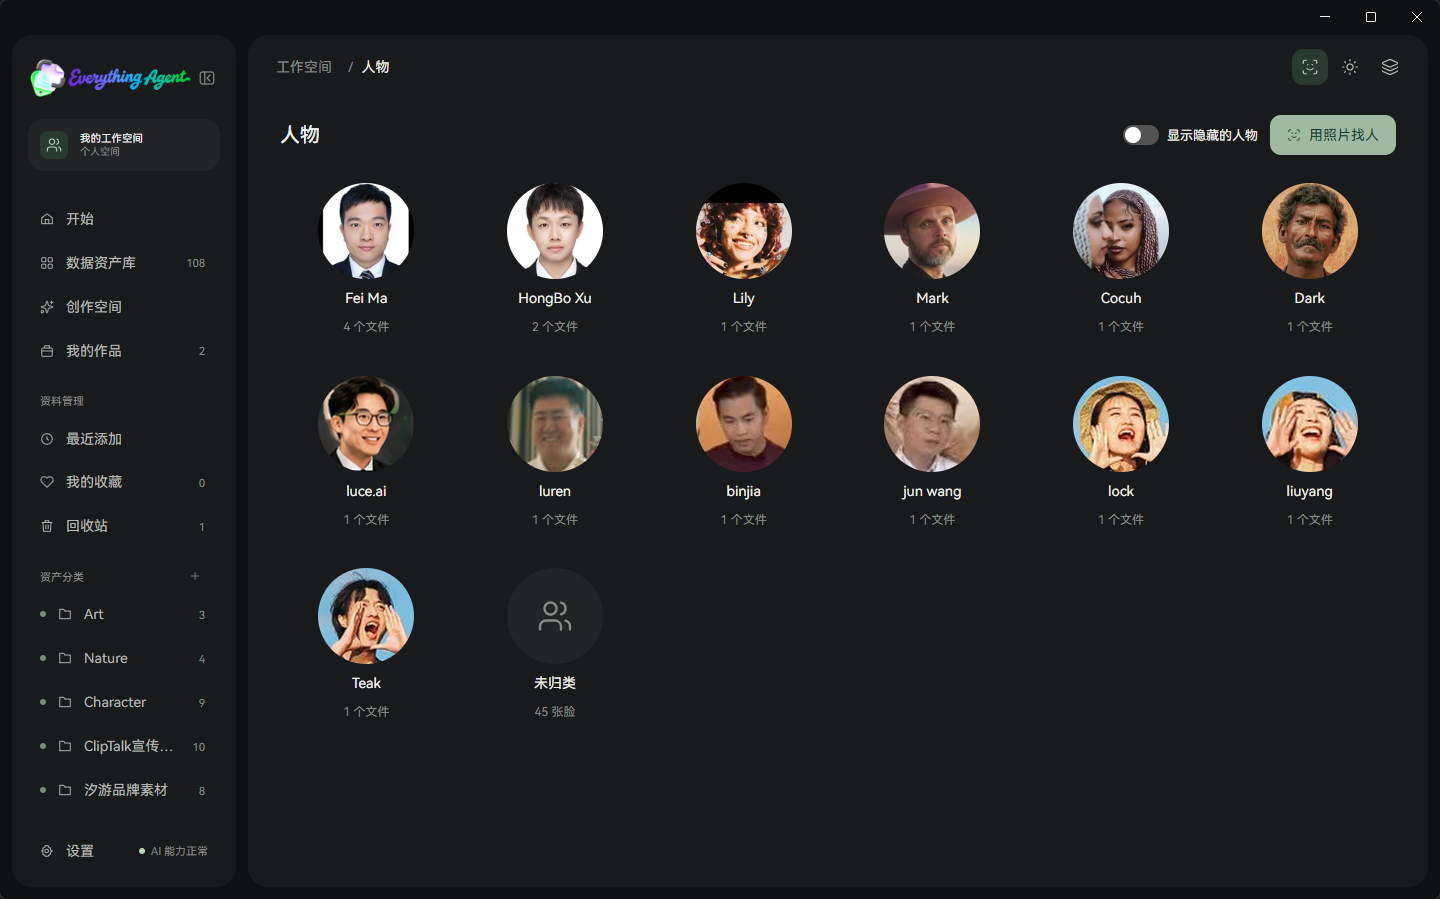 Everything Agent
我的工作空间
个人空间
开始
数据资产库 108
创作空间
我的作品 2
资料管理
最近添加
我的收藏 0
回收站 1
资产分类 +
Art 3
Nature 4
Character 9
ClipTalk宣传... 10
汐游品牌素材 8
设置 AI 能力正常
工作空间 / 人物
人物
显示隐藏的人物 用照片找人
Fei Ma HongBo Xu Lily Mark Cocuh Dark
4 个文件 2 个文件 1 个文件 1 个文件 1 个文件 1 个文件
luce.ai luren binjia jun wang lock liuyang
1 个文件 1 个文件 1 个文件 1 个文件 1 个文件 1 个文件
Teak 未归类
1 个文件 45 张脸